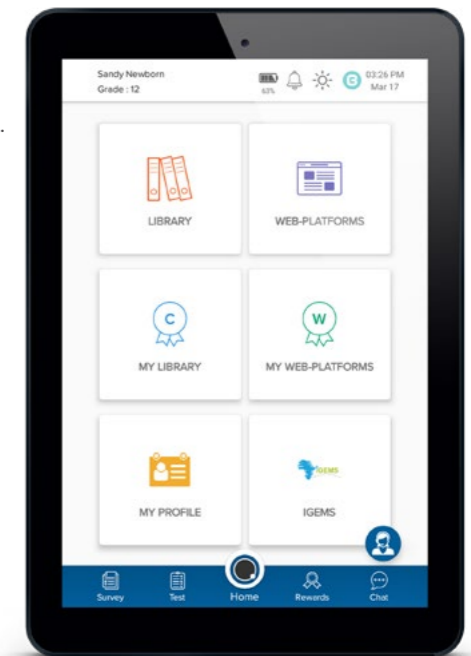 Sandy Newborn
Grade : 12
63%
03:26 PM
Mar 17
.
LIBRARY
WEB-PLATFORMS
C
W
MY LIBRARY
MY WEB-PLATFORMS
IGEMS
MY PROFILE
IGEMS
Survey
Test
Home
Rewards
Chat